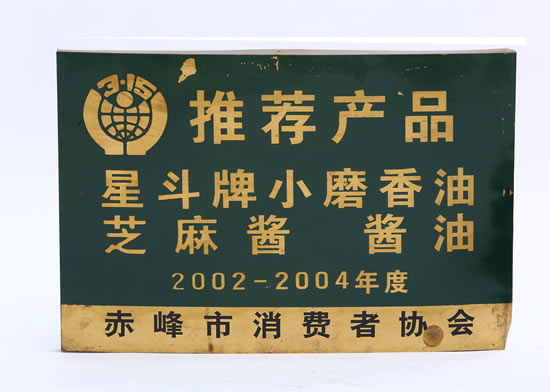 3·15
推荐产品
星斗牌小磨香油
芝麻酱 酱油
2002-2004年度
赤峰市消费者协会